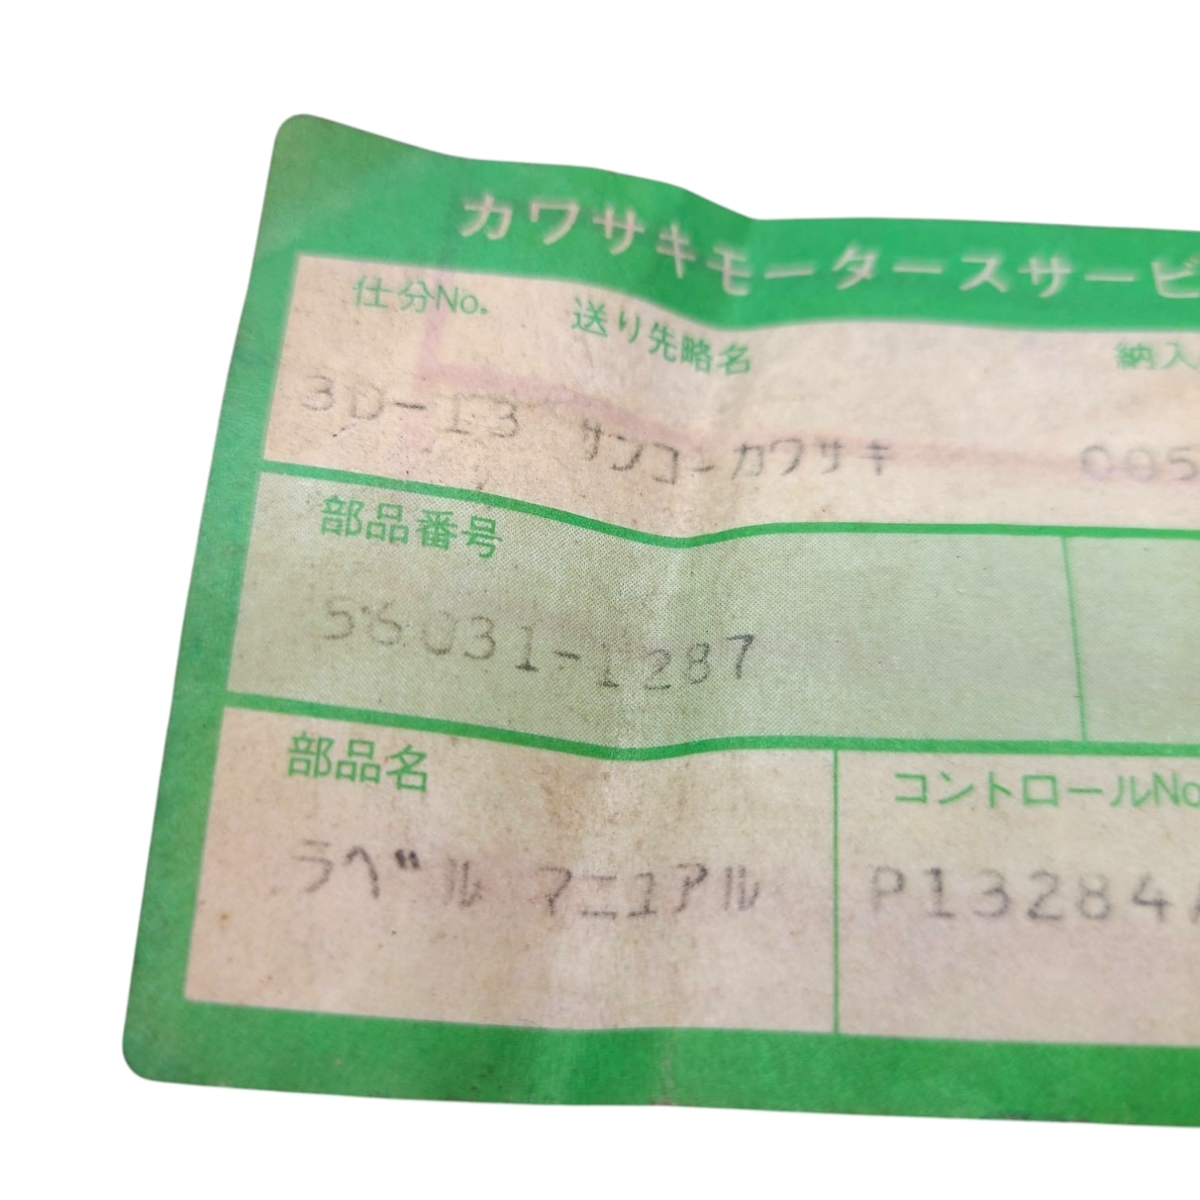 カワサキモータースサービ
仕分No. 送り先略名 納入
3D-13 サンコーカワサキ 005
部品番号
56031-1287
部品名 コントロールNo
ラベル マニュアル P13284